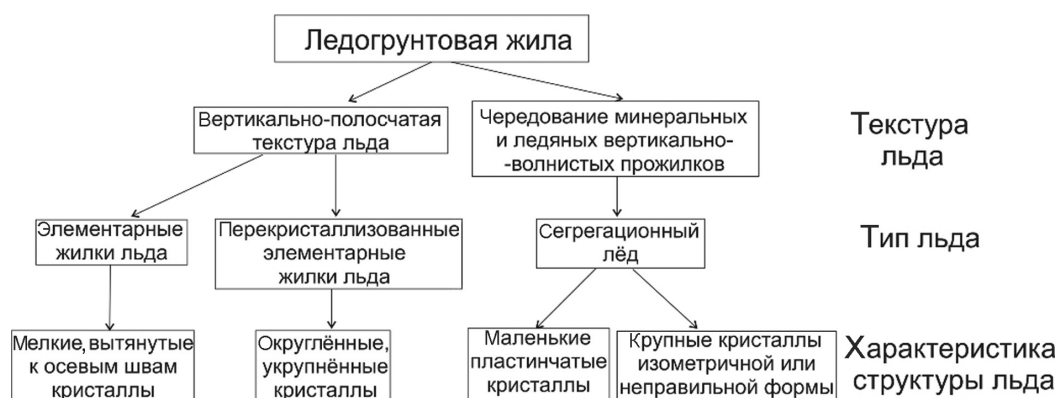 Ледогрунтовая жила
Вертикально-полосчатая
текстура льда
Чередование минеральных
и ледяных вертикально-
-волнистых прожилков
Текстура
льда
Элементарные
жилки льда
Перекристаллизованные
элементарные
жилки льда
Сегрегационный
лёд
Тип льда
Мелкие, вытянутые
к осевым швам
кристаллы
Округлённые,
укрупнённые
кристаллы
Маленькие
пластинчатые
кристаллы
Крупные кристаллы
изометричной или
неправильной формы
Характеристика
структуры льда